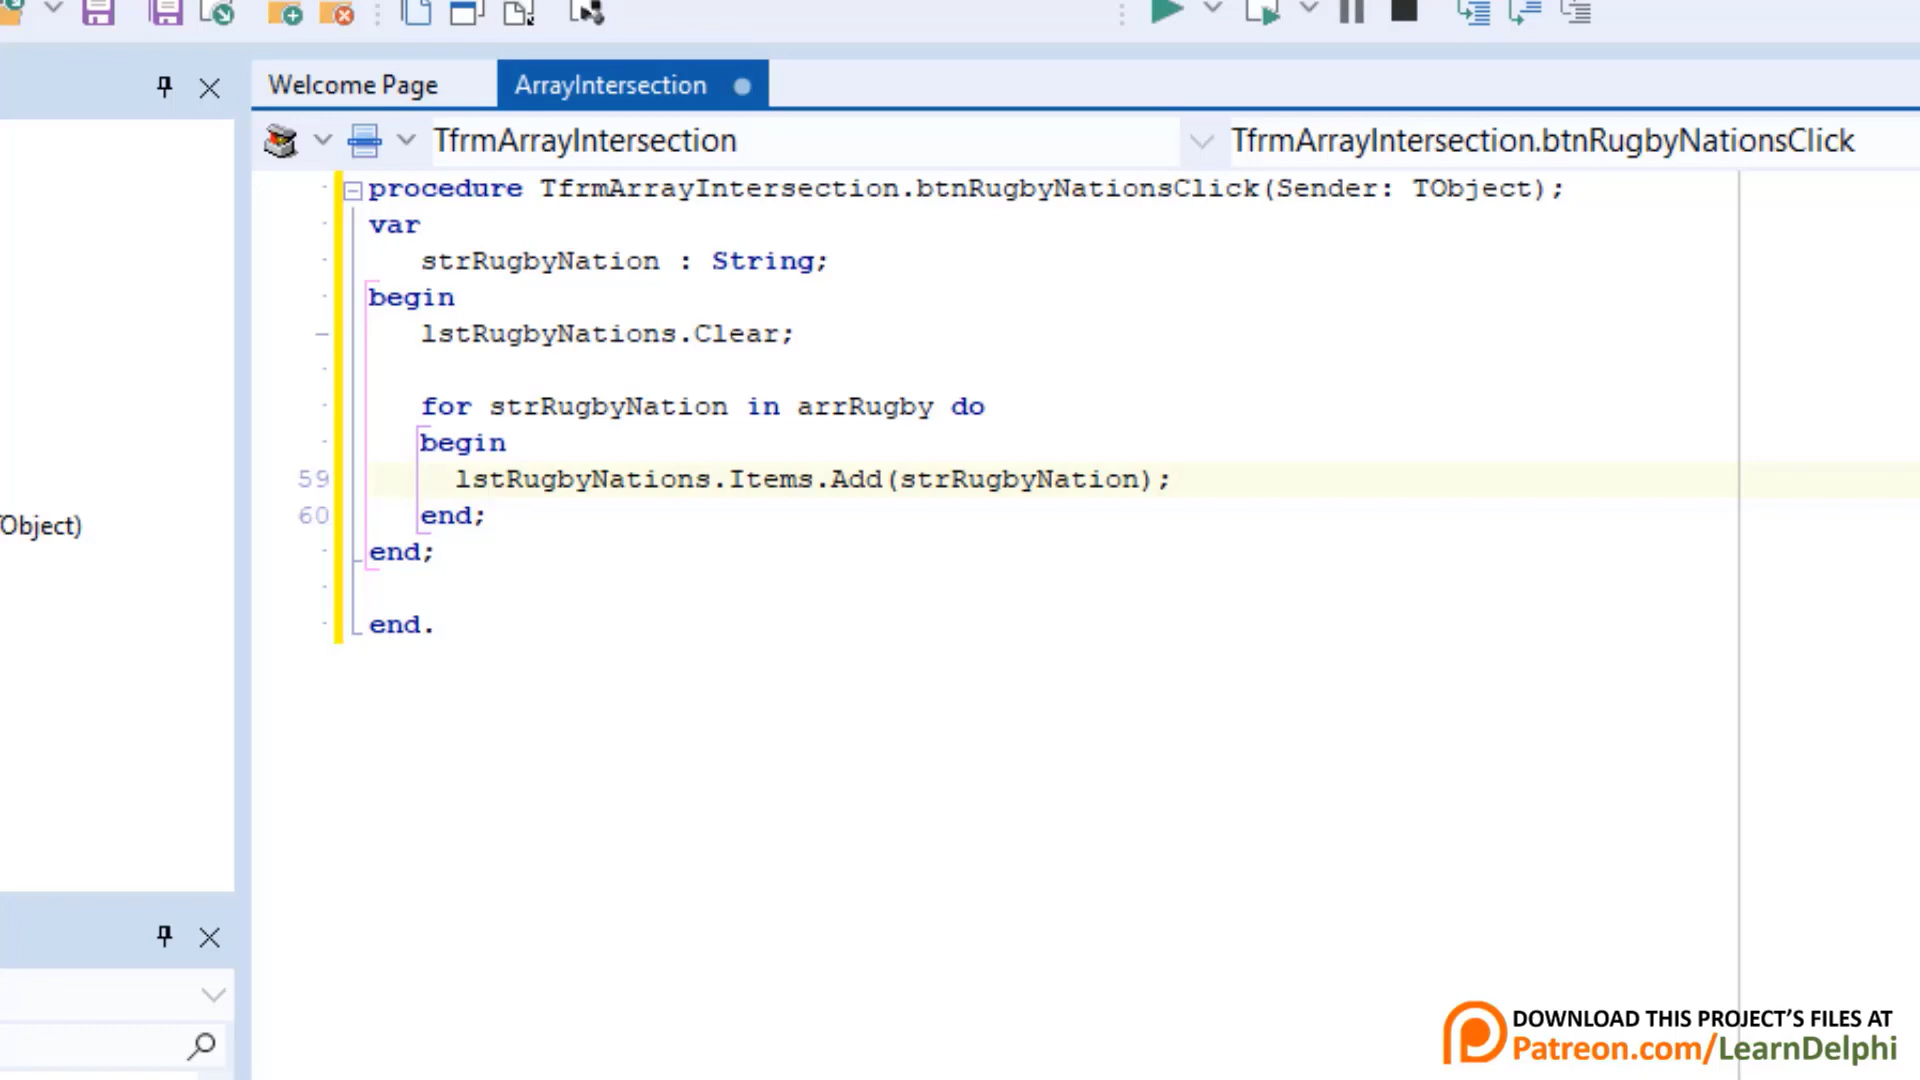 Welcome Page
ArrayIntersection
TfrmArrayIntersection
TfrmArrayIntersection.btnRugbyNationsClick
procedure TfrmArrayIntersection.btnRugbyNationsClick(Sender: TObject);
var
strRugbyNation : String;
begin
lstRugbyNations.Clear;
for strRugbyNation in arrRugby do
begin
59 lstRugbyNations.Items.Add(strRugbyNation);
60 end;
end;
end.
Object)
DOWNLOAD THIS PROJECT'S FILES AT
Patreon.com/LearnDelphi